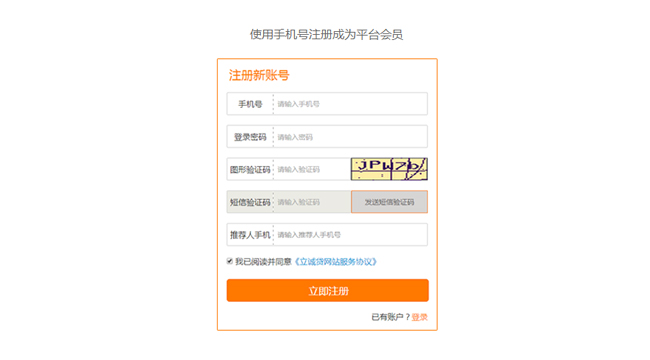 使用手机号注册成为平台会员
注册新账号
手机号 请输入手机号
登录密码 请输入密码
图形验证码 请输入验证码
短信验证码 请输入验证码 发送短信验证码
推荐人手机 请输入推荐人手机号
我已阅读并同意《立诚贷网站服务协议》
立即注册
已有账户？登录